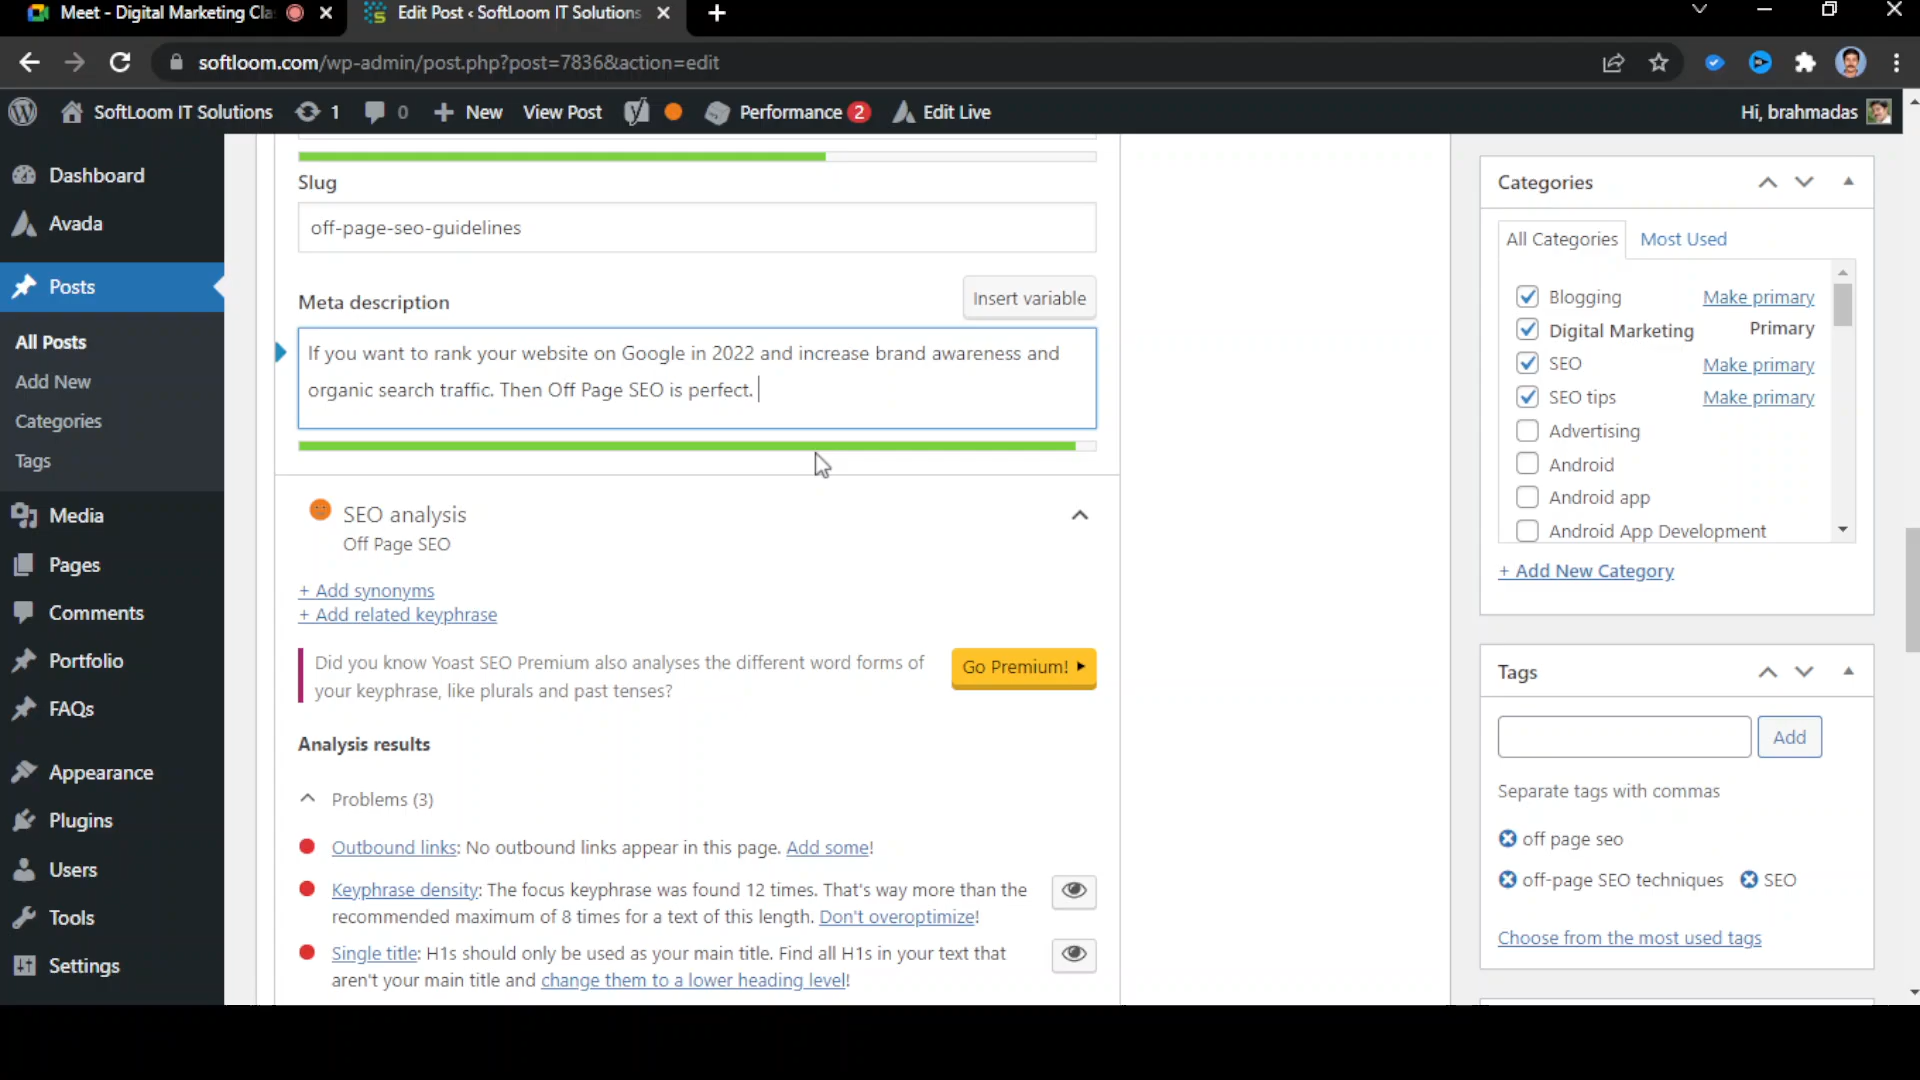 Meet - Digital Marketing Cla
Edit Post ‹ SoftLoom IT Solutions
softloom.com/wp-admin/post.php?post=7836&action=edit
SoftLoom IT Solutions
1
0
New
View Post
Performance 2
Edit Live
Hi, brahmadas
Dashboard
Avada
Posts
All Posts
Add New
Categories
Tags
Media
Pages
Comments
Portfolio
FAQs
Appearance
Plugins
Users
Tools
Settings
Slug
off-page-seo-guidelines
Meta description
Insert variable
If you want to rank your website on Google in 2022 and increase brand awareness and
organic search traffic. Then Off Page SEO is perfect.
SEO analysis
Off Page SEO
+ Add synonyms
+ Add related keyphrase
Did you know Yoast SEO Premium also analyses the different word forms of
your keyphrase, like plurals and past tenses?
Go Premium!
Analysis results
Problems (3)
Outbound links: No outbound links appear in this page. Add some!
Keyphrase density: The focus keyphrase was found 12 times. That's way more than the
recommended maximum of 8 times for a text of this length. Don't overoptimize!
Single title: H1s should only be used as your main title. Find all H1s in your text that
aren't your main title and change them to a lower heading level!
Categories
All Categories
Most Used
Blogging Make primary
Digital Marketing Primary
SEO Make primary
SEO tips Make primary
Advertising
Android
Android app
Android App Development
+ Add New Category
Tags
Add
Separate tags with commas
off page seo
off-page SEO techniques
SEO
Choose from the most used tags